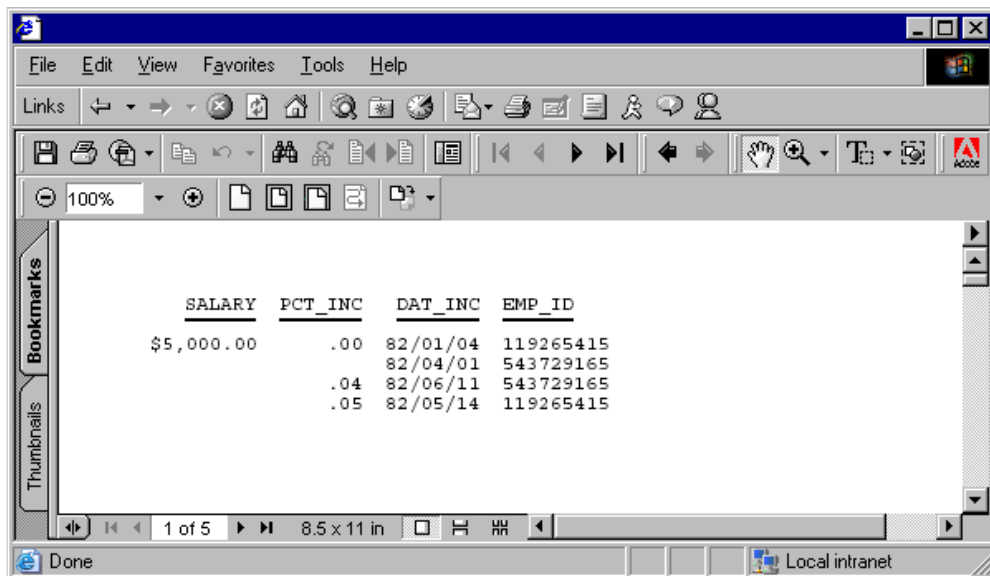 File Edit View Favorites Tools Help
Links
Adobe
100%
Bookmarks
Thumbnails
SALARY PCT_INC DAT_INC EMP_ID
$5,000.00 .00 82/01/04 119265415
82/04/01 543729165
.04 82/06/11 543729165
.05 82/05/14 119265415
1 of 5 8.5 x 11 in
Done Local intranet